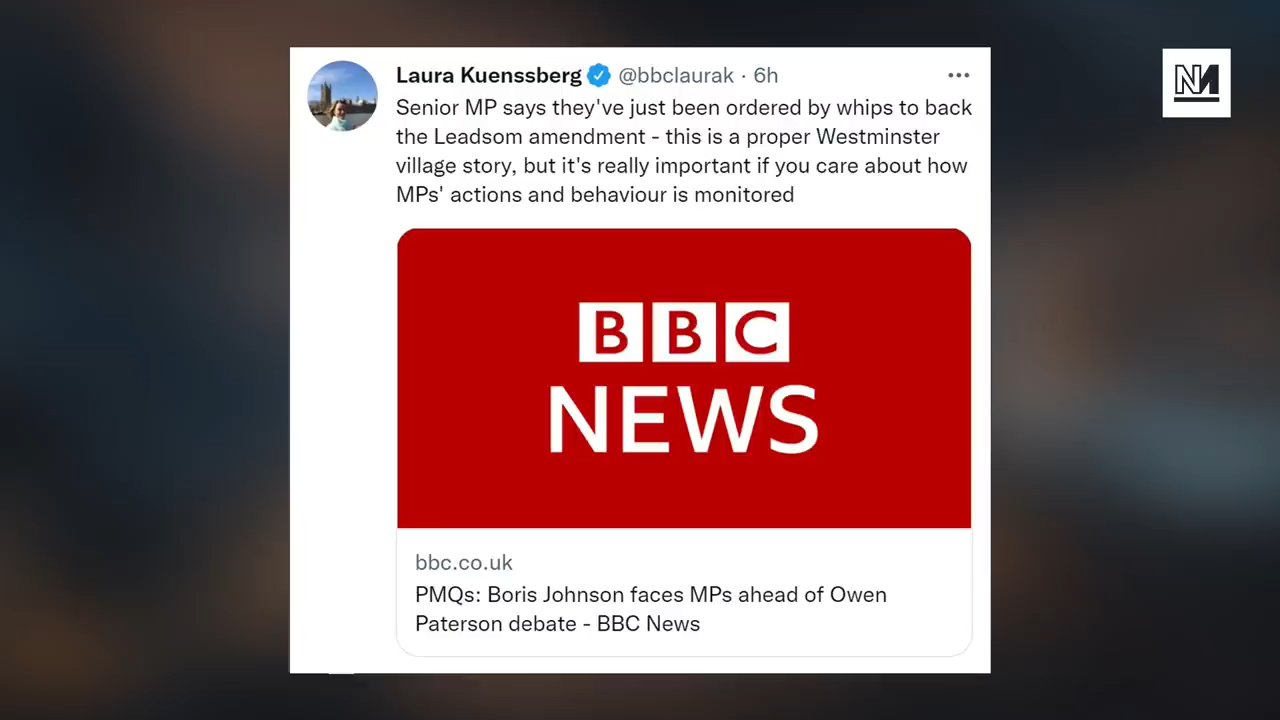 Laura Kuenssberg @bbclaurak · 6h
Senior MP says they've just been ordered by whips to back
the Leadsom amendment - this is a proper Westminster
village story, but it's really important if you care about how
MPs' actions and behaviour is monitored
BBC
NEWS
bbc.co.uk
PMQs: Boris Johnson faces MPs ahead of Owen
Paterson debate - BBC News
NM